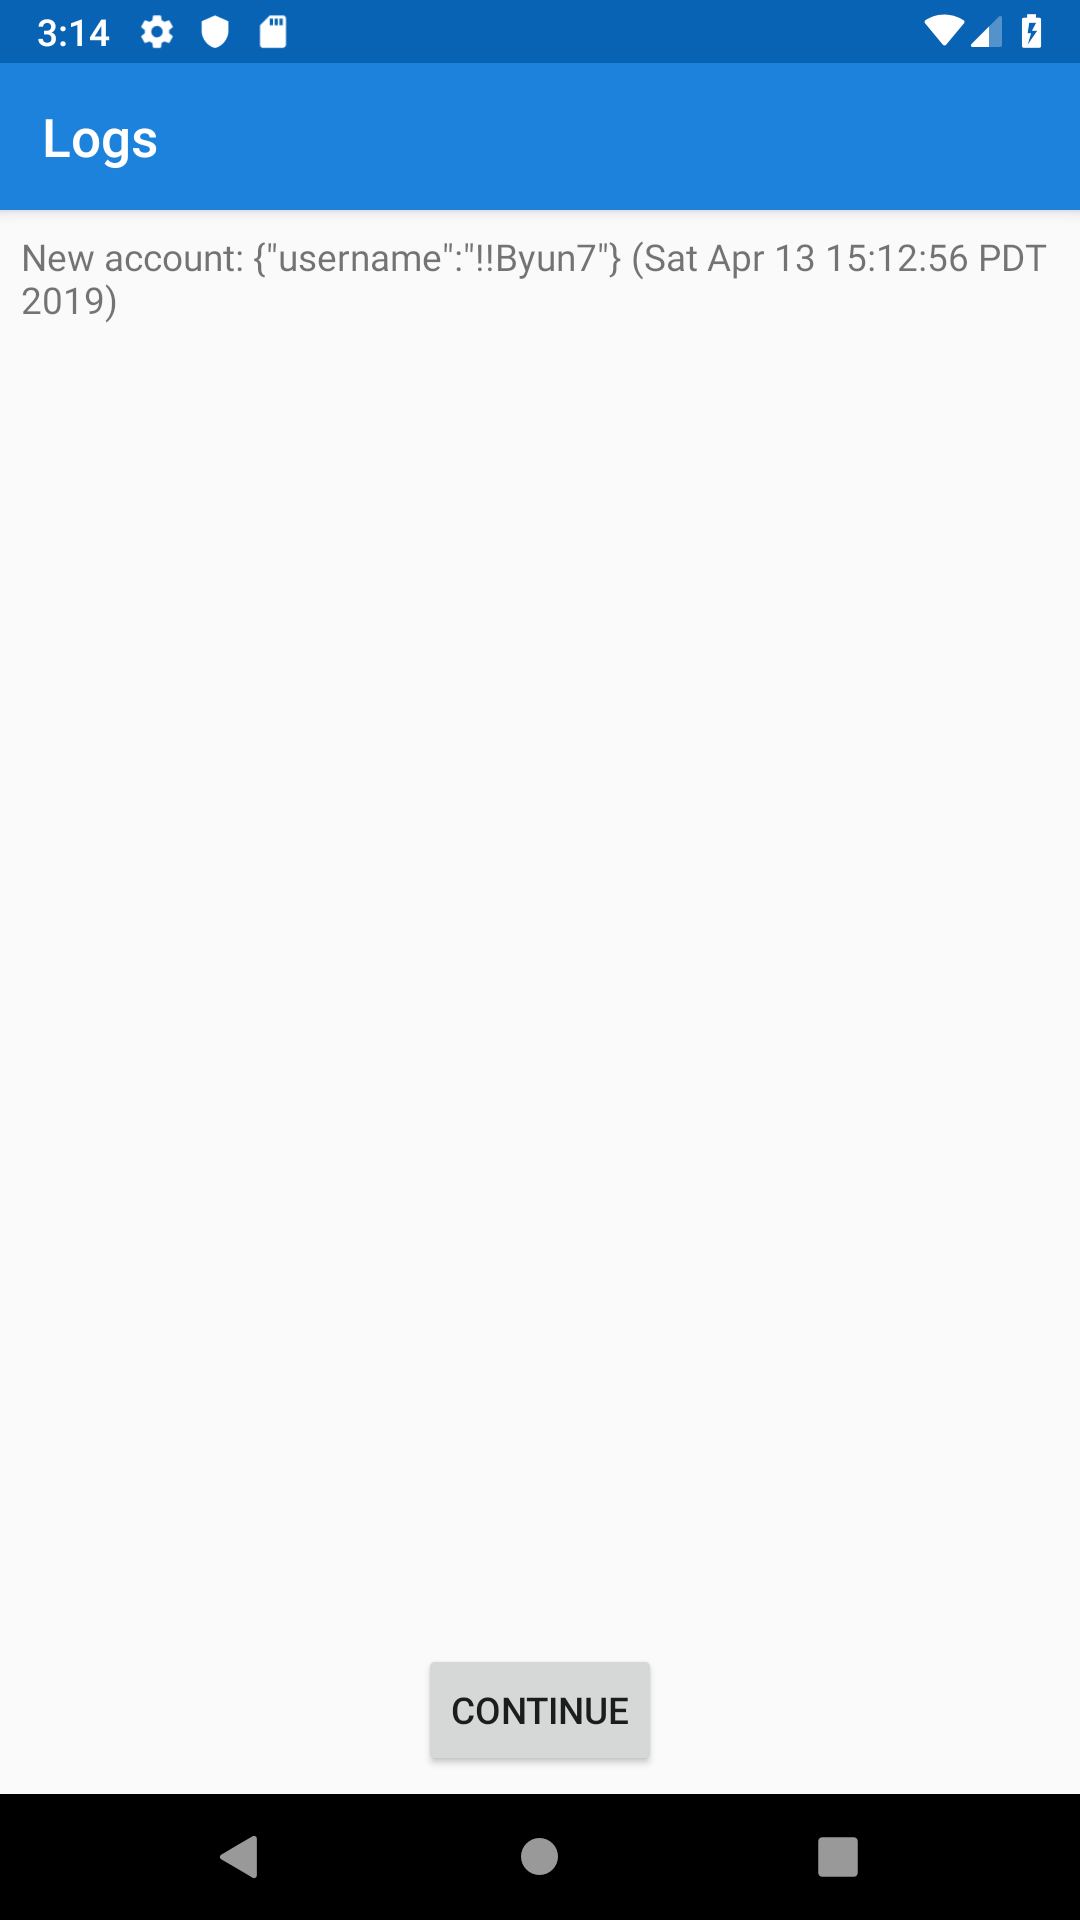 3:14
Logs
New account: {"username":"!!Byun7"} (Sat Apr 13 15:12:56 PDT
2019)
CONTINUE